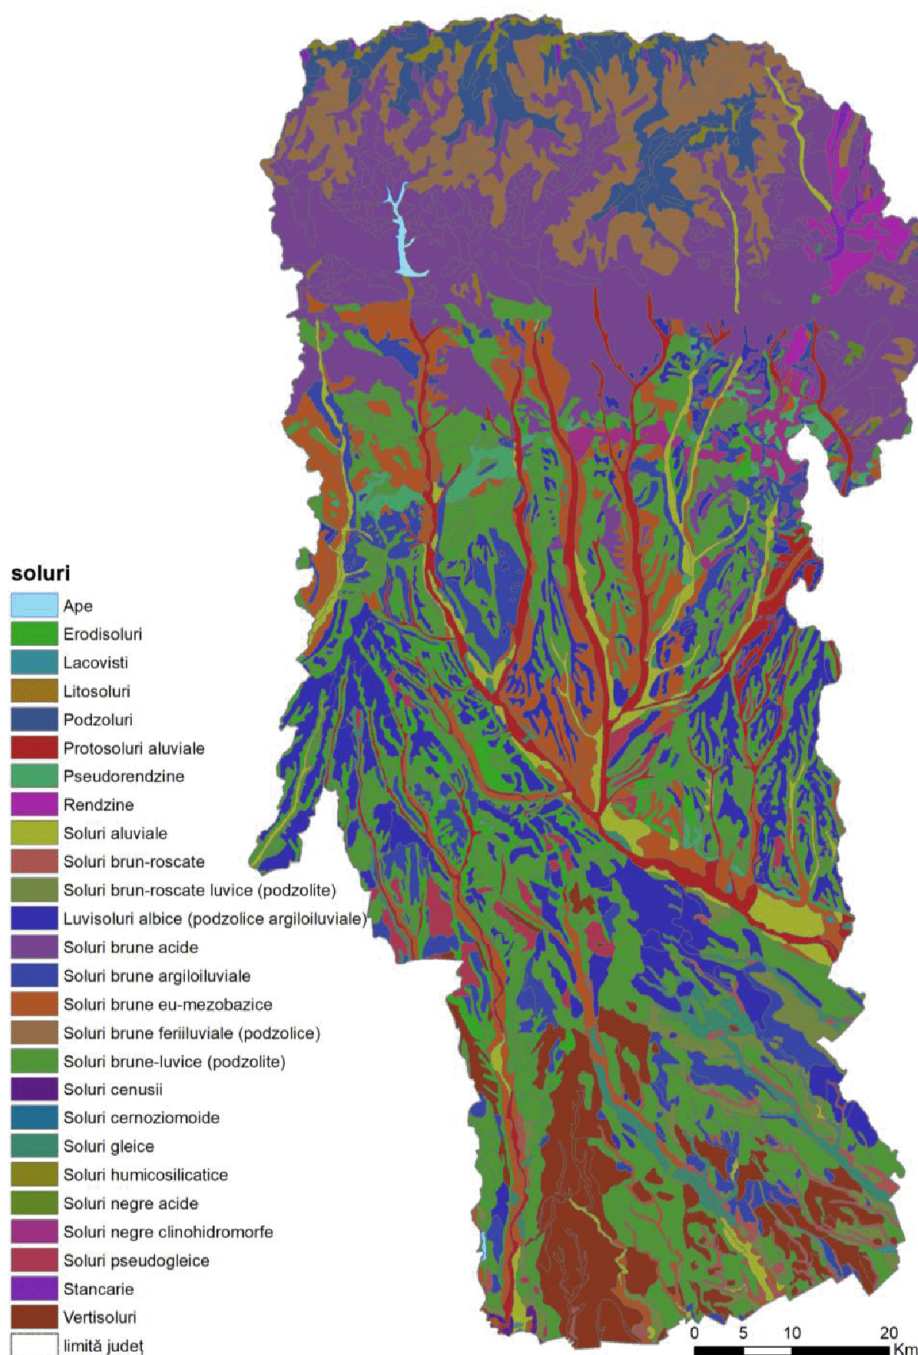 soluri
Ape
Erodisoluri
Lacovisti
Litosoluri
Podzoluri
Protosoluri aluviale
Pseudorendzine
Rendzine
Soluri aluviale
Soluri brun-roscate
Soluri brun-roscate luvice (podzolite)
Luvisoluri albice (podzolice argiloiluviale)
Soluri brune acide
Soluri brune argiloiluviale
Soluri brune eu-mezobazice
Soluri brune feriiluviale (podzolice)
Soluri brune-luvice (podzolite)
Soluri cenusii
Soluri cernoziomoide
Soluri gleice
Soluri humicosilicatice
Soluri negre acide
Soluri negre clinohidromorfe
Soluri pseudogleice
Stancarie
Vertisoluri
limită județ
0 5 10 20
Km